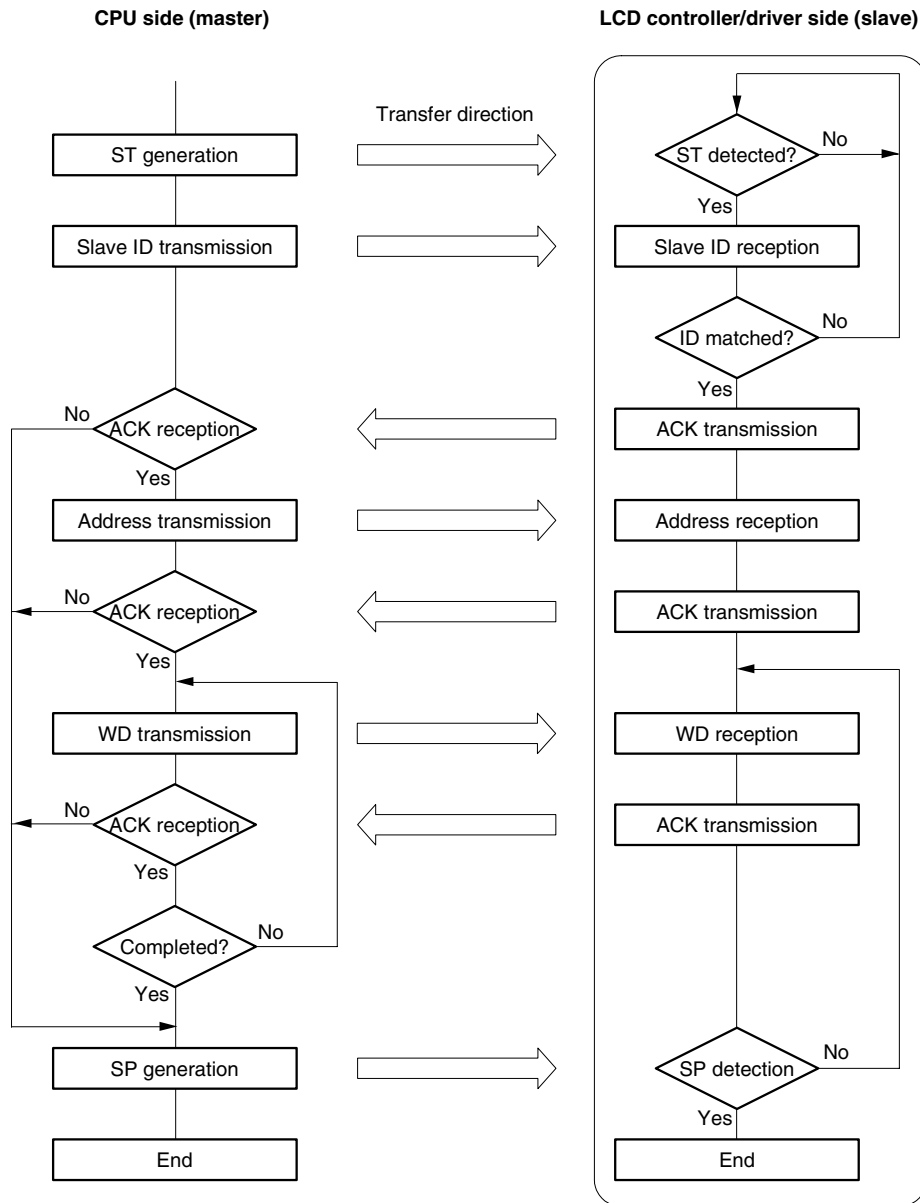 CPU side (master)
LCD controller/driver side (slave)
Transfer direction
ST generation
ST detected?
No
Yes
Slave ID transmission
Slave ID reception
ID matched?
No
Yes
No
ACK reception
ACK transmission
Yes
Address transmission
Address reception
No
ACK reception
ACK transmission
Yes
WD transmission
WD reception
No
ACK reception
ACK transmission
Yes
Completed?
No
Yes
SP generation
SP detection
No
Yes
End
End